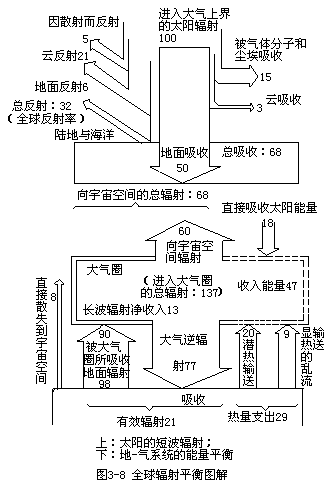 因散射而反射
5
云反射21
地面反射6
总反射：32
（全球反射率）
陆地与海洋
进入大气上界
的太阳辐射
100
被气体分子和
尘埃吸收
15
云吸收
3
地面吸收
50
总吸收：68
向宇宙空间的总辐射：68
直接吸收太阳能量
18
60
向宇宙
空间辐射
大气圈
（进入大气圈
的总辐射：137）
收入能量47
长波辐射净收入13
直接散失到宇宙空间
8
90
被大气
圈所吸收
地面辐射
98
大气逆辐
射77
20
潜热输送
9
显热输送的乱流
吸收
有效辐射21
热量支出29
上：太阳的短波辐射；
下：地-气系统的能量平衡
图3-8 全球辐射平衡图解